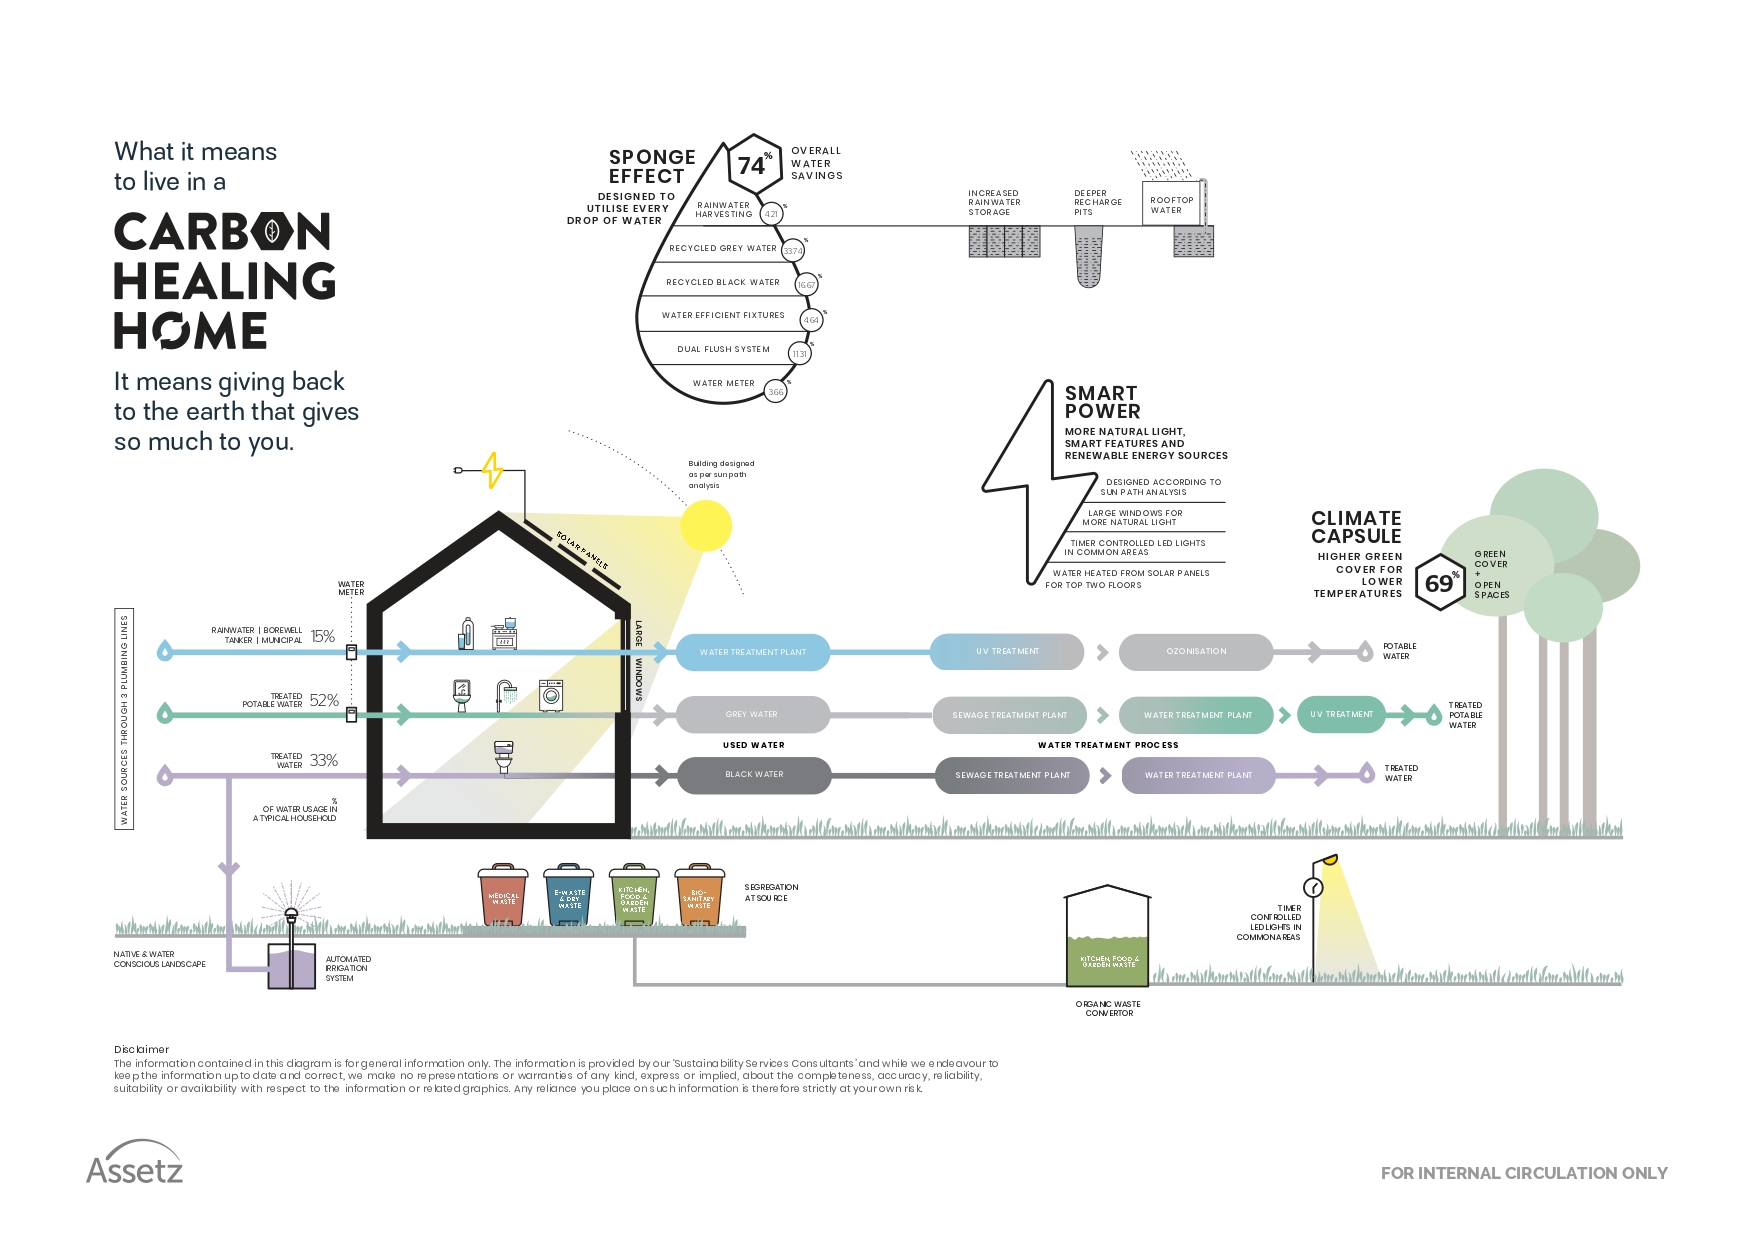 What it means
to live in a
CARBON
HEALING
HOME
It means giving back
to the earth that gives
so much to you.
SPONGE
EFFECT
DESIGNED TO
UTILISE EVERY
DROP OF WATER
74%
OVERALL
WATER
SAVINGS
RAINWATER
HARVESTING
4.21%
RECYCLED GREY WATER
33.74%
RECYCLED BLACK WATER
16.67%
WATER EFFICIENT FIXTURES
4.64%
DUAL FLUSH SYSTEM
11.31%
WATER METER
3.66%
INCREASED
RAINWATER
STORAGE
DEEPER
RECHARGE
PITS
ROOFTOP
WATER
SMART
POWER
MORE NATURAL LIGHT,
SMART FEATURES AND
RENEWABLE ENERGY SOURCES
DESIGNED ACCORDING TO
SUN PATH ANALYSIS
LARGE WINDOWS FOR
MORE NATURAL LIGHT
TIMER CONTROLLED LED LIGHTS
IN COMMON AREAS
WATER HEATED FROM SOLAR PANELS
FOR TOP TWO FLOORS
Building designed
as per sun path
analysis
SOLAR PANELS
LARGE WINDOWS
CLIMATE
CAPSULE
HIGHER GREEN
COVER FOR
LOWER
TEMPERATURES
69%
GREEN
COVER
+
OPEN
SPACES
WATER SOURCES THROUGH 3 PLUMBING LINES
WATER
METER
RAINWATER | BOREWELL
TANKER | MUNICIPAL
15%
WATER TREATMENT PLANT
UV TREATMENT
OZONISATION
POTABLE
WATER
TREATED
POTABLE WATER
52%
GREY WATER
SEWAGE TREATMENT PLANT
WATER TREATMENT PLANT
UV TREATMENT
TREATED
POTABLE
WATER
USED WATER
WATER TREATMENT PROCESS
TREATED
WATER
33%
BLACK WATER
SEWAGE TREATMENT PLANT
WATER TREATMENT PLANT
TREATED
WATER
%
OF WATER USAGE IN
A TYPICAL HOUSEHOLD
MEDICAL
WASTE
E-WASTE
& DRY
WASTE
KITCHEN,
FOOD &
GARDEN
WASTE
BIO-
SANITARY
WASTE
SEGREGATION
AT SOURCE
NATIVE & WATER
CONSCIOUS LANDSCAPE
AUTOMATED
IRRIGATION
SYSTEM
KITCHEN, FOOD &
GARDEN WASTE
ORGANIC WASTE
CONVERTOR
TIMER
CONTROLLED
LED LIGHTS IN
COMMON AREAS
Disclaimer
The information contained in this diagram is for general information only. The information is provided by our 'Sustainability Services Consultants' and while we endeavour to
keep the information up to date and correct, we make no representations or warranties of any kind, express or implied, about the completeness, accuracy, reliability,
suitability or availability with respect to the information or related graphics. Any reliance you place on such information is therefore strictly at your own risk.
Assetz
FOR INTERNAL CIRCULATION ONLY